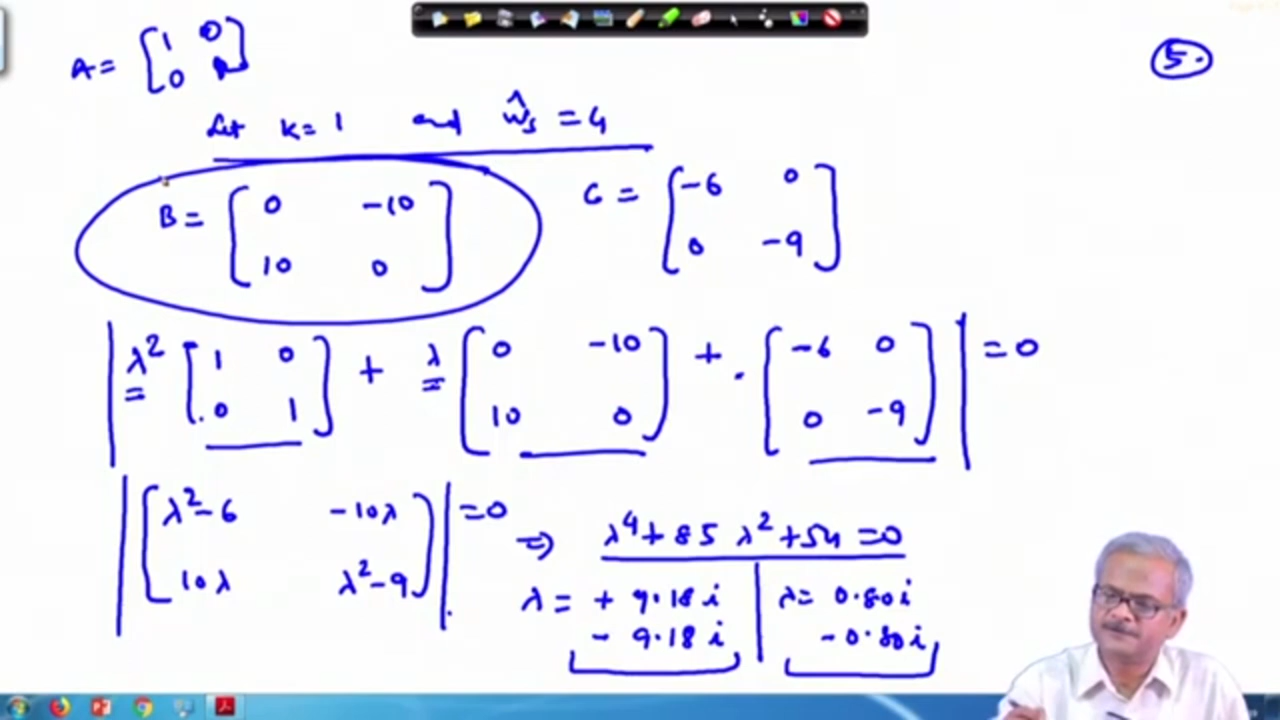 5.
A = [1 0
0 1]
Let k = 1 and ŵs = 4
B = [0 -10
10 0]
C = [-6 0
0 -9]
| λ² [1 0 + λ [0 -10 + [-6 0 | = 0
0 1] 10 0] 0 -9]
| [λ²-6 -10λ | = 0
10λ λ²-9]
⇒ λ⁴ + 85 λ² + 54 = 0
λ = + 9.18 i | λ = 0.80 i
- 9.18 i | - 0.80 i